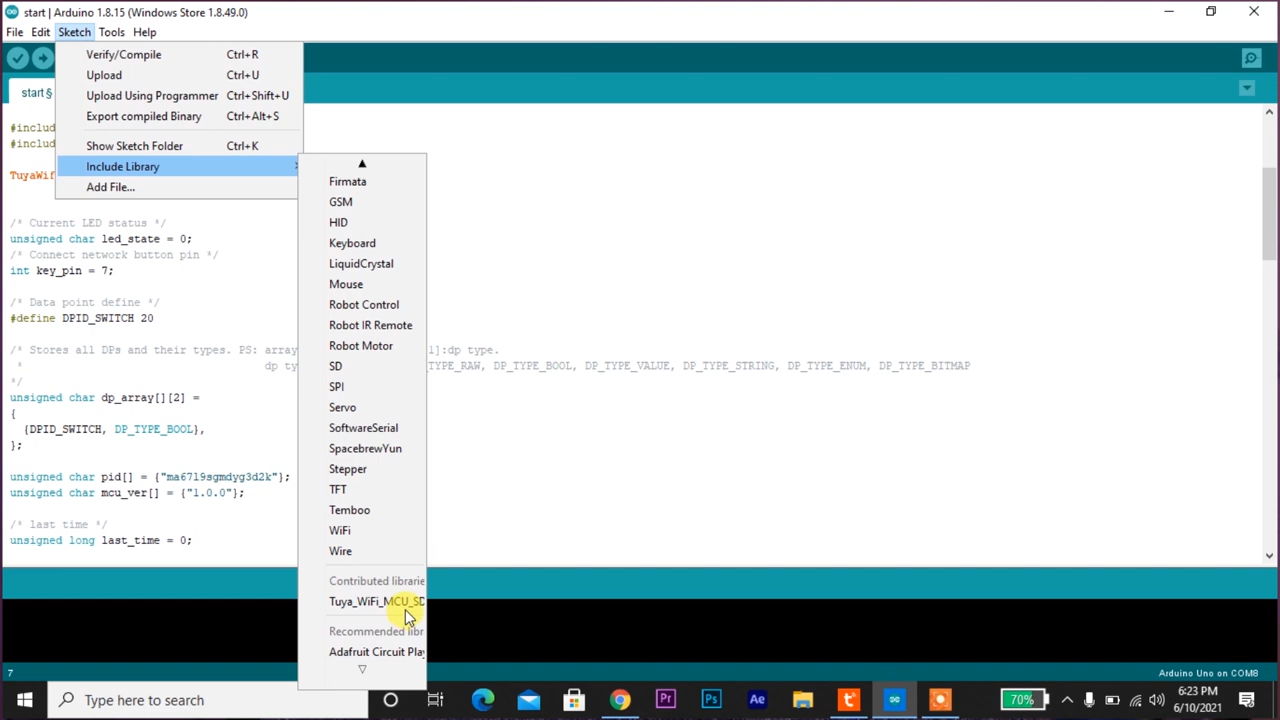 start | Arduino 1.8.15 (Windows Store 1.8.49.0)
File Edit Sketch Tools Help
Verify/Compile Ctrl+R
Upload Ctrl+U
Upload Using Programmer Ctrl+Shift+U
Export compiled Binary Ctrl+Alt+S
Show Sketch Folder Ctrl+K
Include Library
Add File...
start §
#includ
#includ
TuyaWif
/* Current LED status */
unsigned char led_state = 0;
/* Connect network button pin */
int key_pin = 7;
/* Data point define */
#define DPID_SWITCH 20
/* Stores all DPs and their types. PS: array 1]:dp type.
* dp ty TYPE_RAW, DP_TYPE_BOOL, DP_TYPE_VALUE, DP_TYPE_STRING, DP_TYPE_ENUM, DP_TYPE_BITMAP
*/
unsigned char dp_array[][2] =
{
{DPID_SWITCH, DP_TYPE_BOOL},
};
unsigned char pid[] = {"ma67l9sgmdyg3d2k"};
unsigned char mcu_ver[] = {"1.0.0"};
/* last time */
unsigned long last_time = 0;
Firmata
GSM
HID
Keyboard
LiquidCrystal
Mouse
Robot Control
Robot IR Remote
Robot Motor
SD
SPI
Servo
SoftwareSerial
SpacebrewYun
Stepper
TFT
Temboo
WiFi
Wire
Contributed librarie
Tuya_WiFi_MCU_SD
Recommended libr
Adafruit Circuit Play
7
Arduino Uno on COM8
Type here to search
Pr Ps Ae
70%
6:23 PM
6/10/2021